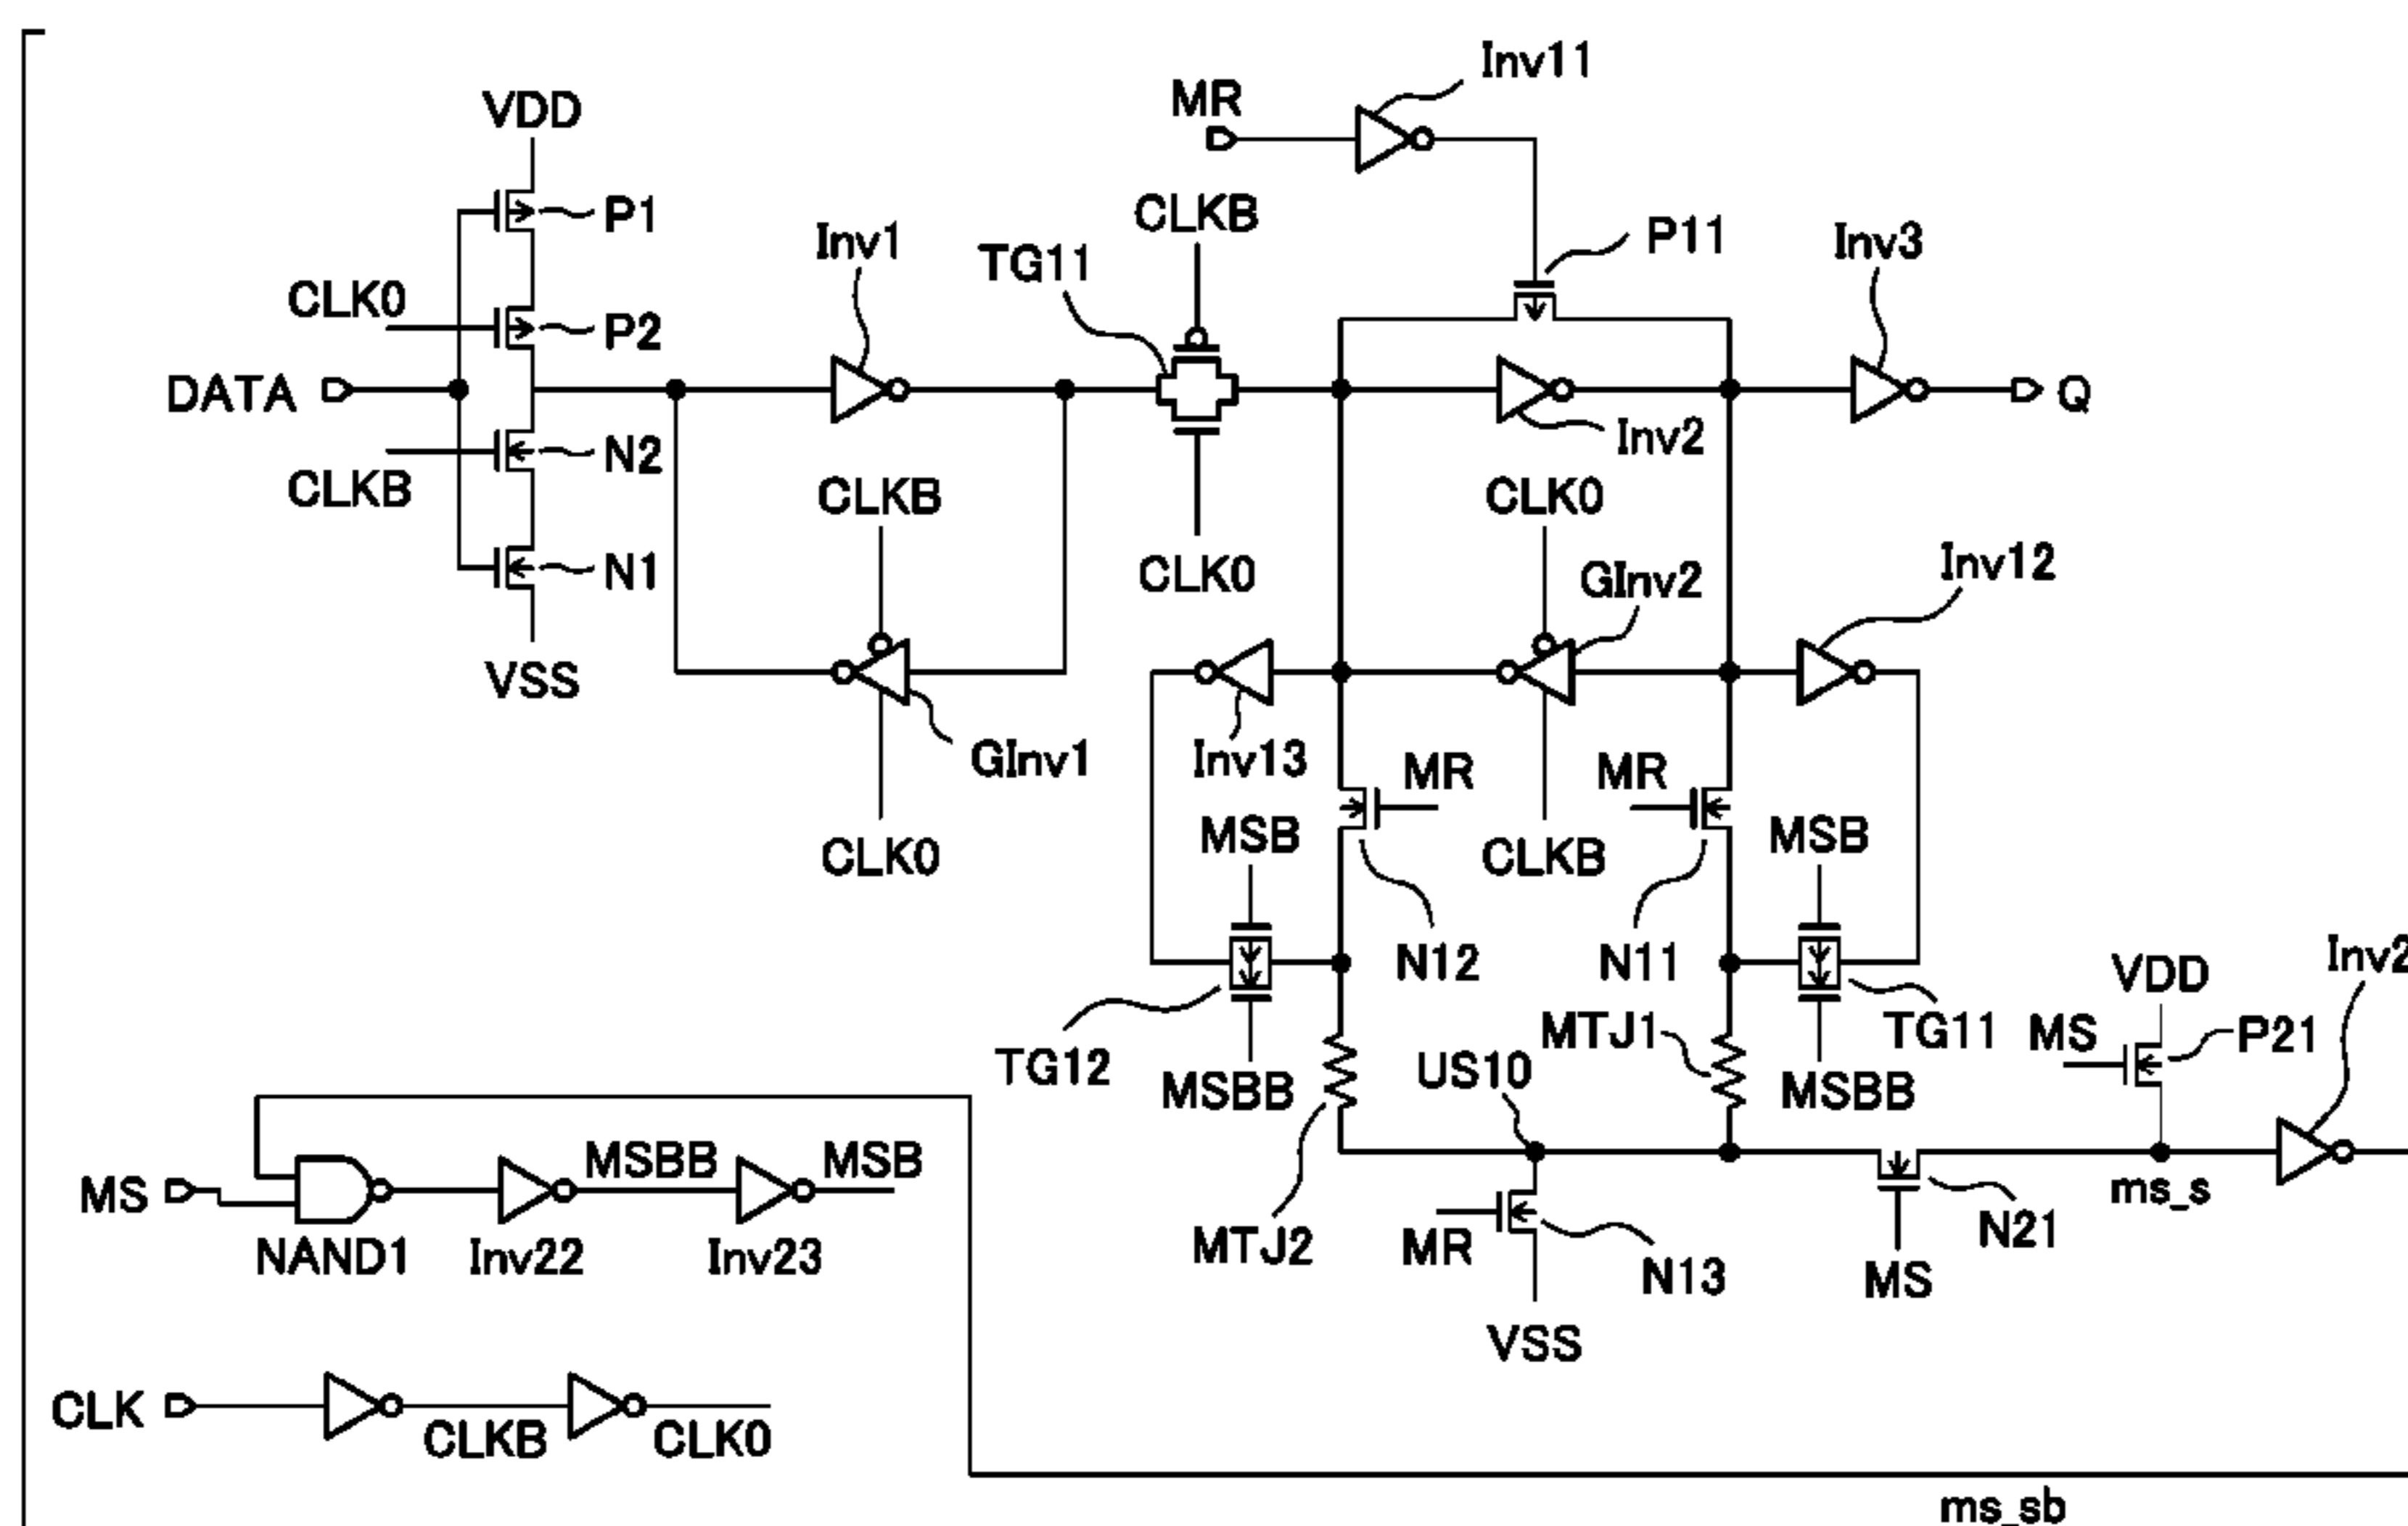 Inv11
MR
VDD
P1
CLKB
P11
Inv1
TG11
Inv3
CLK0
P2
DATA
Q
N2
Inv2
CLKB
CLKB
CLK0
N1
CLK0
GInv2
Inv12
VSS
GInv1
Inv13
MR
MR
CLK0
MSB
CLKB
MSB
N12
N11
VDD
TG12
MTJ1
TG11
MS
P21
US10
MSBB
MSBB
MS
MSBB
MSB
ms_s
NAND1
Inv22
Inv23
MTJ2
MR
N13
N21
MS
VSS
CLK
CLKB
CLK0
ms_sb